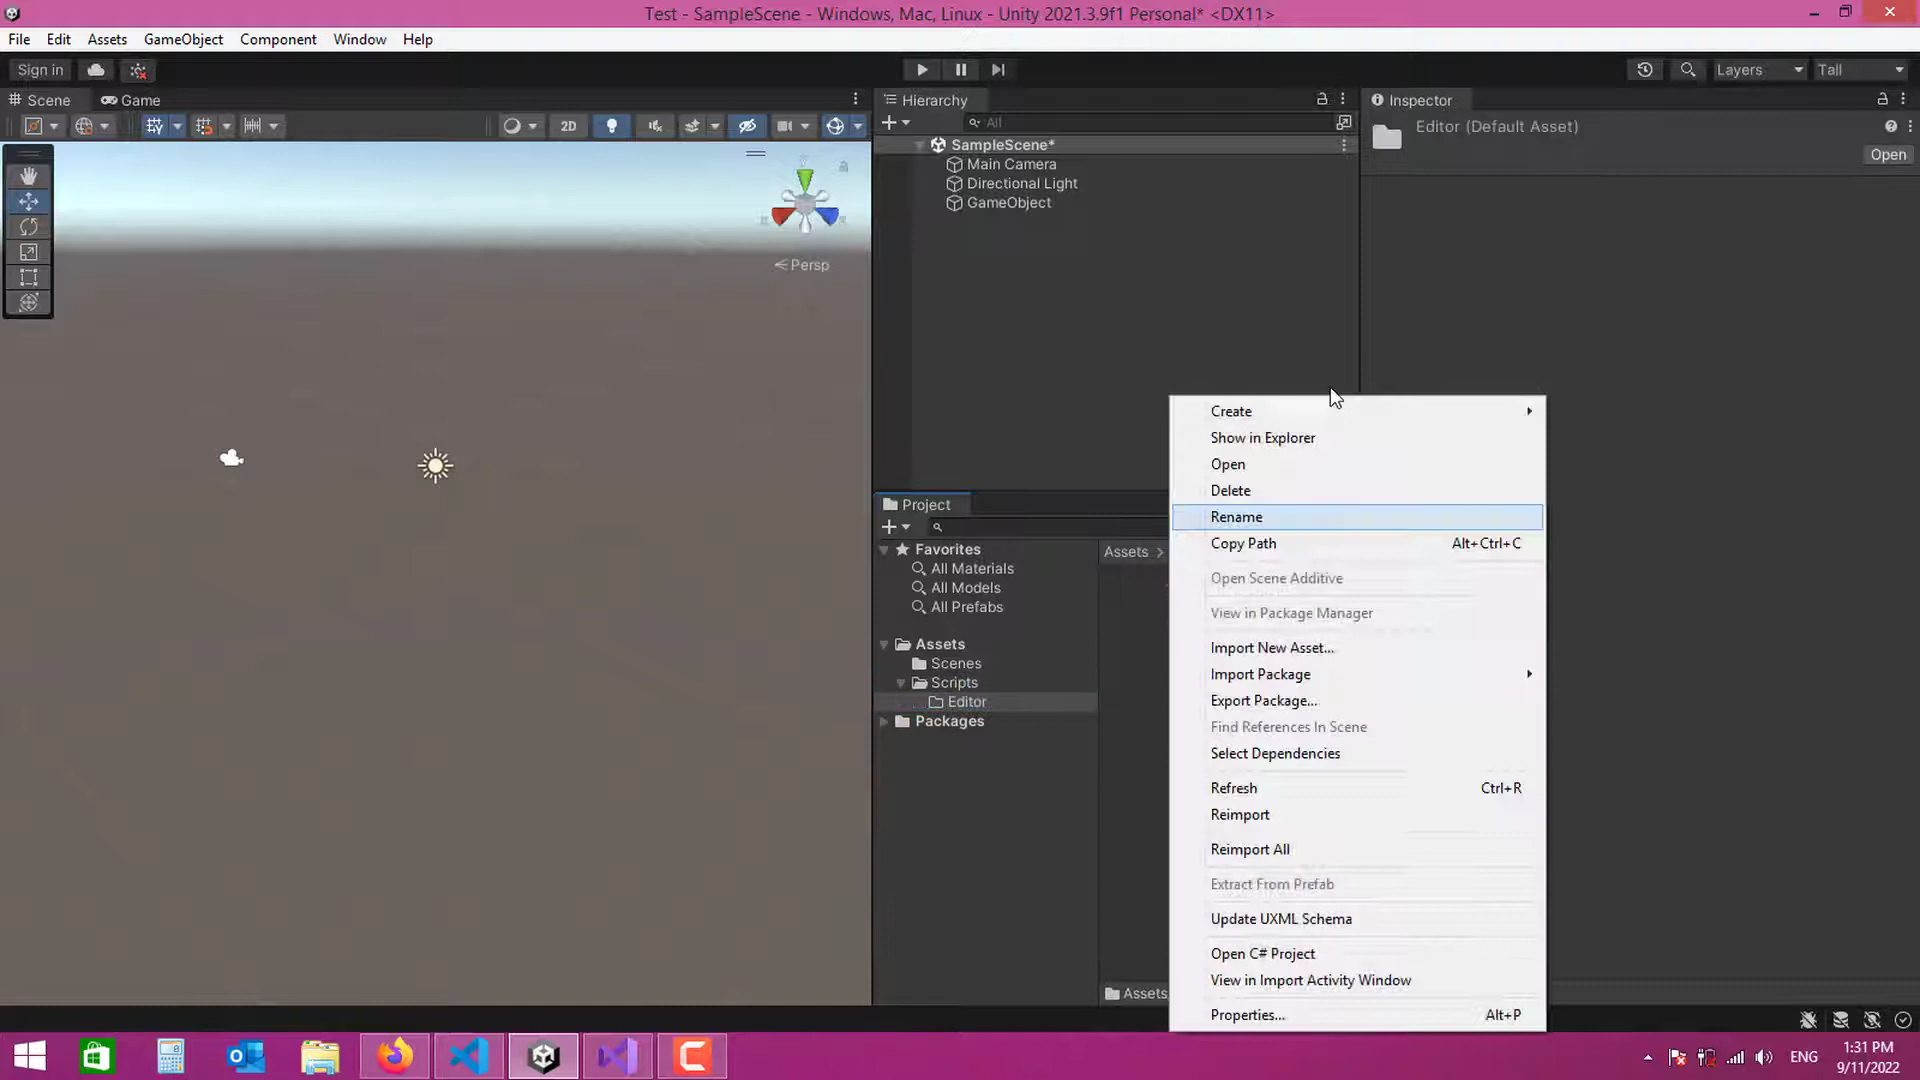 Test - SampleScene - Windows, Mac, Linux - Unity 2021.3.9f1 Personal* <DX11>
File Edit Assets GameObject Component Window Help
Sign in
Layers
Tall
Scene
Game
Hierarchy
Inspector
2D
All
Editor (Default Asset)
Open
SampleScene*
Main Camera
Directional Light
GameObject
Persp
Create
Show in Explorer
Open
Delete
Rename
Copy Path Alt+Ctrl+C
Open Scene Additive
View in Package Manager
Import New Asset...
Import Package
Export Package...
Find References In Scene
Select Dependencies
Refresh Ctrl+R
Reimport
Reimport All
Extract From Prefab
Update UXML Schema
Open C# Project
View in Import Activity Window
Properties... Alt+P
Project
Favorites
All Materials
All Models
All Prefabs
Assets
Scenes
Scripts
Editor
Packages
Assets >
Assets
ENG
1:31 PM
9/11/2022